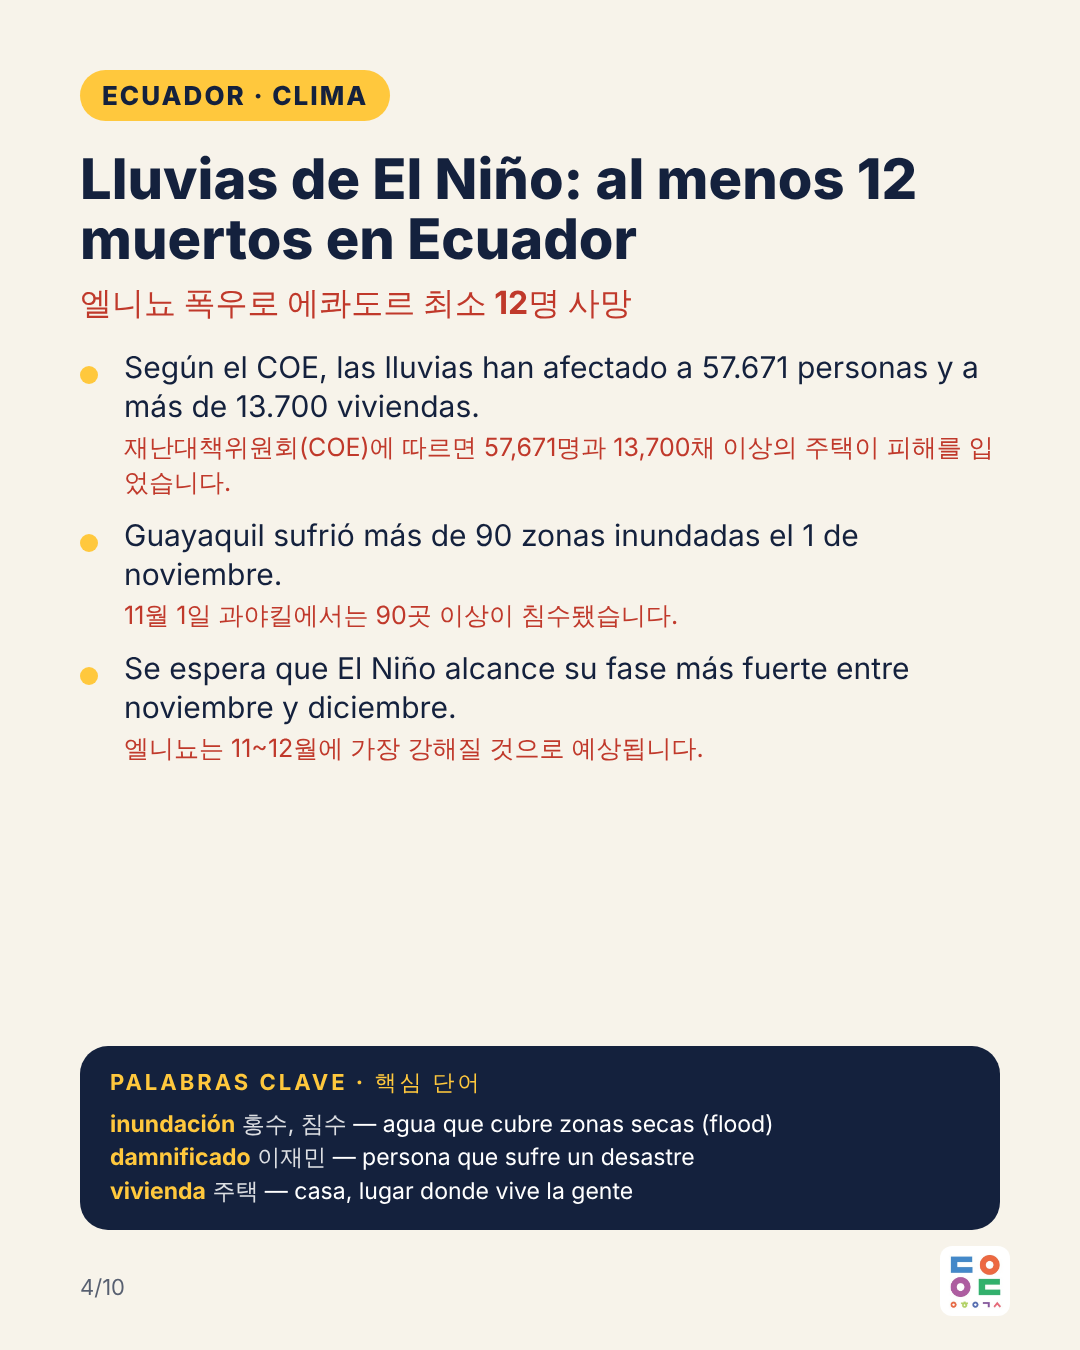 ECUADOR · CLIMA
Lluvias de El Niño: al menos 12
muertos en Ecuador
엘니뇨 폭우로 에콰도르 최소 12명 사망
Según el COE, las lluvias han afectado a 57.671 personas y a
más de 13.700 viviendas.
재난대책위원회(COE)에 따르면 57,671명과 13,700채 이상의 주택이 피해를 입
었습니다.
Guayaquil sufrió más de 90 zonas inundadas el 1 de
noviembre.
11월 1일 과야킬에서는 90곳 이상이 침수됐습니다.
Se espera que El Niño alcance su fase más fuerte entre
noviembre y diciembre.
엘니뇨는 11~12월에 가장 강해질 것으로 예상됩니다.
PALABRAS CLAVE · 핵심 단어
inundación 홍수, 침수 — agua que cubre zonas secas (flood)
damnificado 이재민 — persona que sufre un desastre
vivienda 주택 — casa, lugar donde vive la gente
4/10